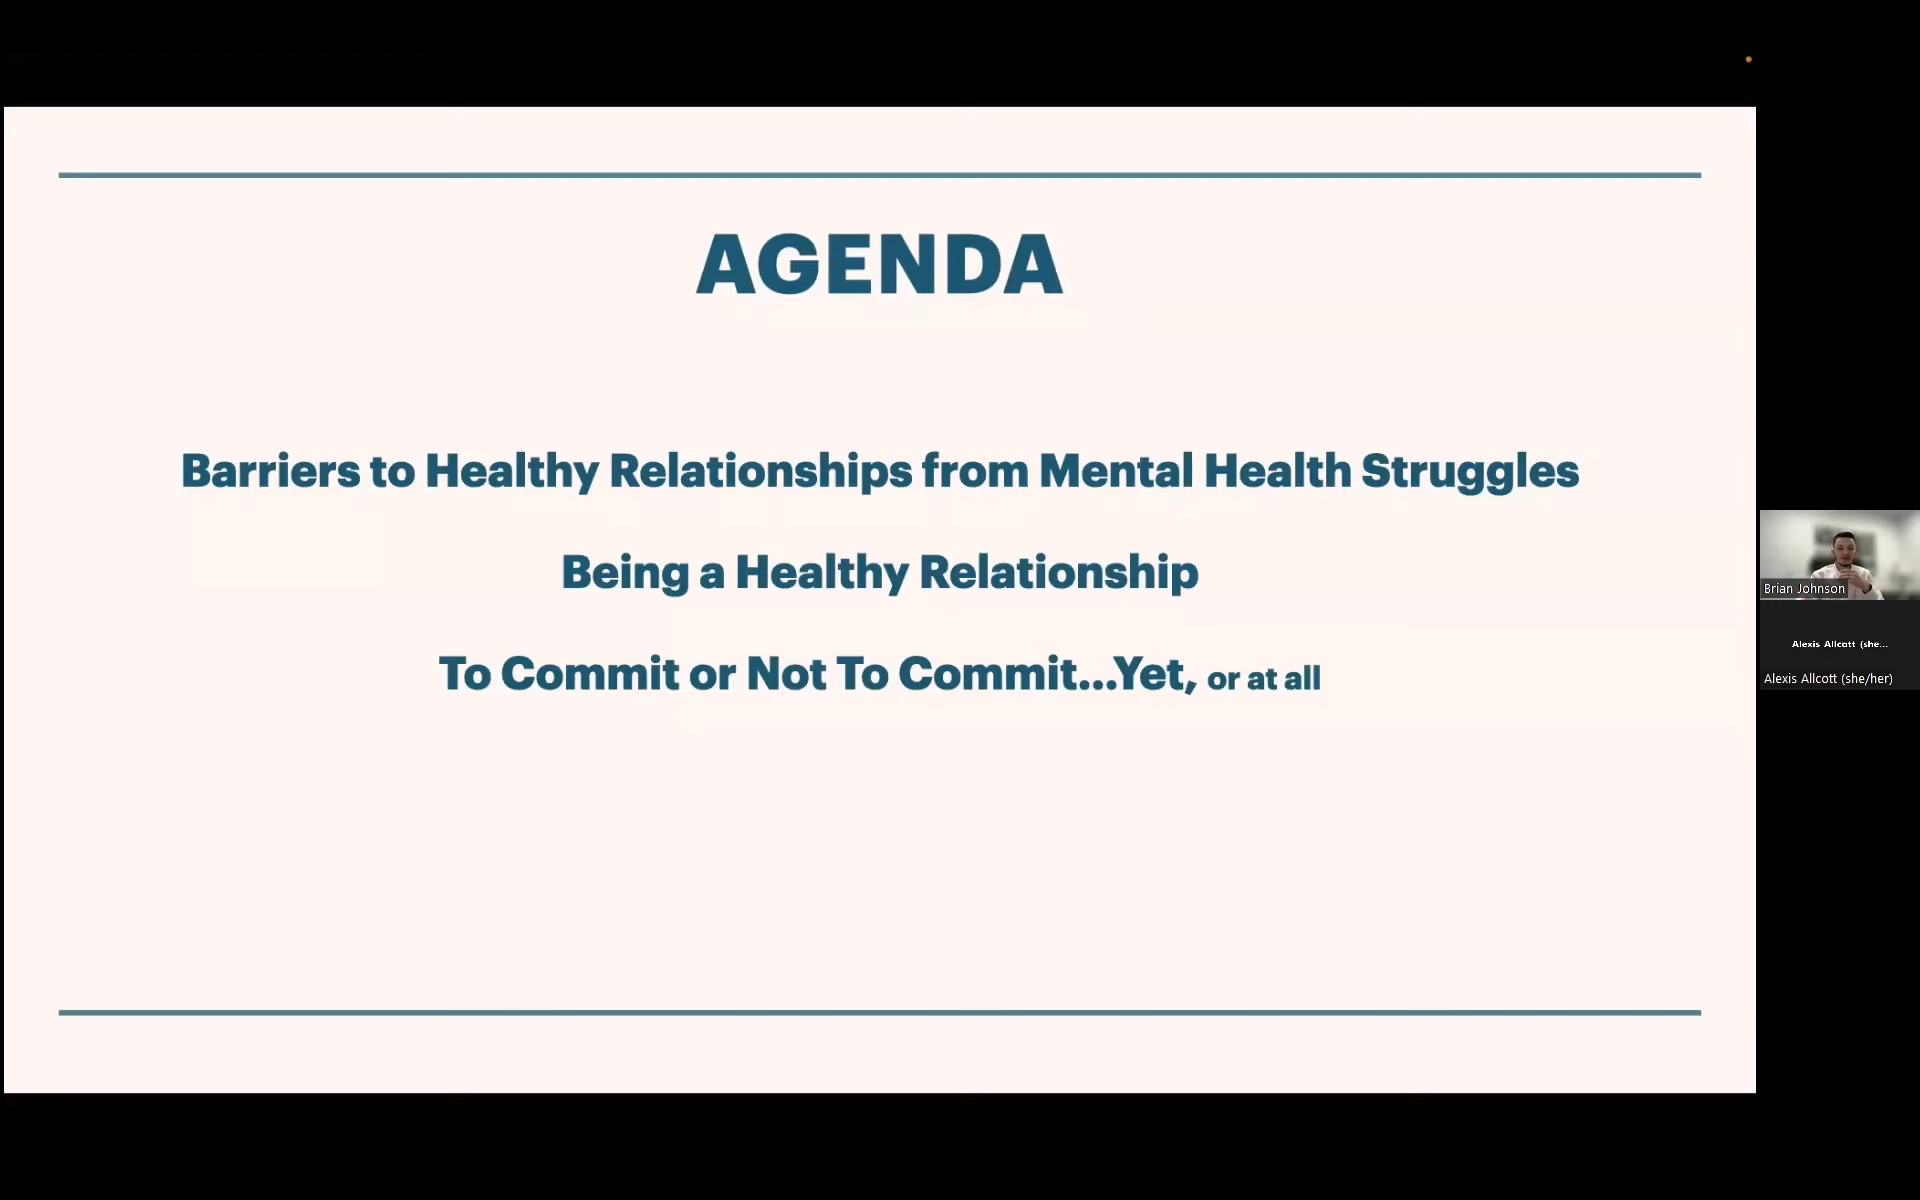 AGENDA
Barriers to Healthy Relationships from Mental Health Struggles
Being a Healthy Relationship
To Commit or Not To Commit...Yet, or at all
Brian Johnson
Alexis Allcott (she...
Alexis Allcott (she/her)